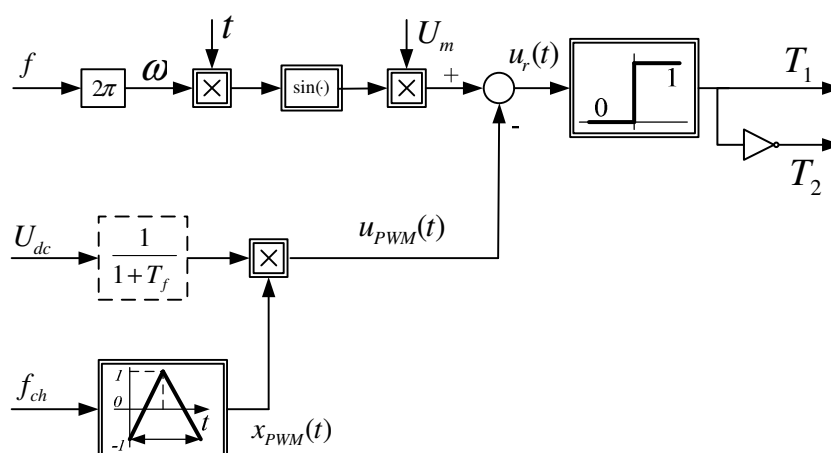 f
2π
ω
×
t
sin(·)
×
U_m
+
-
u_r(t)
0
1
T_1
T_2
U_dc
1
1+T_f
×
u_PWM(t)
f_ch
1
0
-1
t
x_PWM(t)